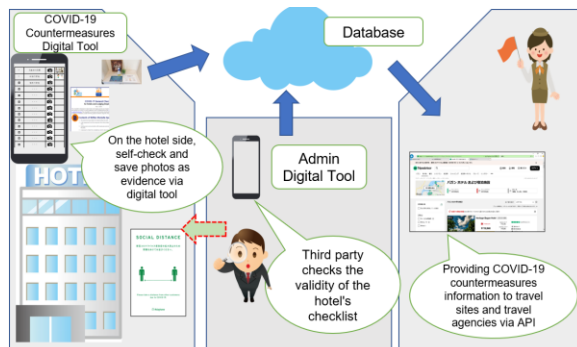 COVID-19
Countermeasures
Digital Tool
Database
On the hotel side,
self-check and
save photos as
evidence via
digital tool
Admin
Digital Tool
HOTE
SOCIAL DISTANCE
Third party
checks the
validity of the
hotel's
checklist
Providing COVID-19
countermeasures
information to travel
sites and travel
agencies via API